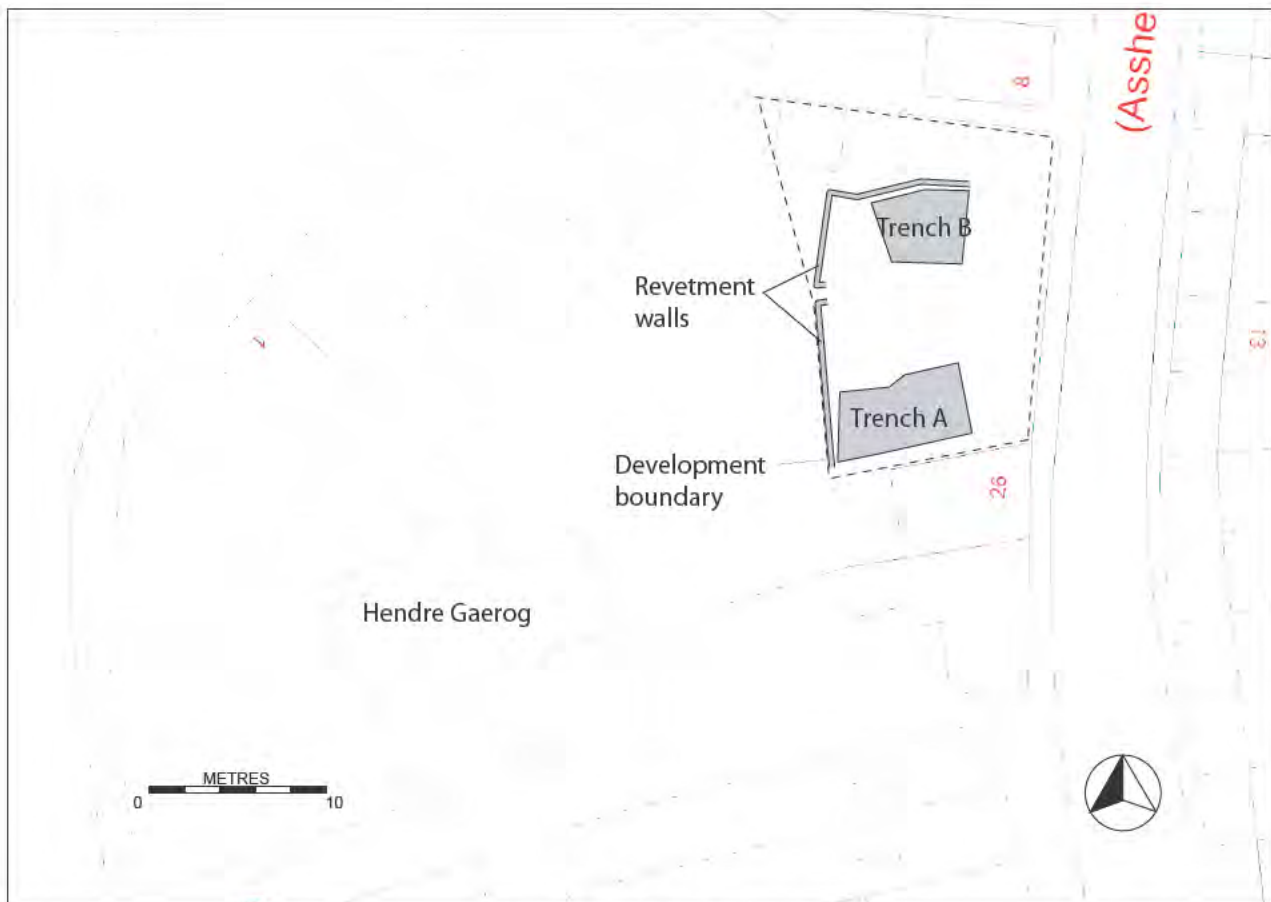 (Asshe
8
Trench B
Revetment
walls
13
Trench A
Development
boundary
26
Hendre Gaerog
METRES
0 10